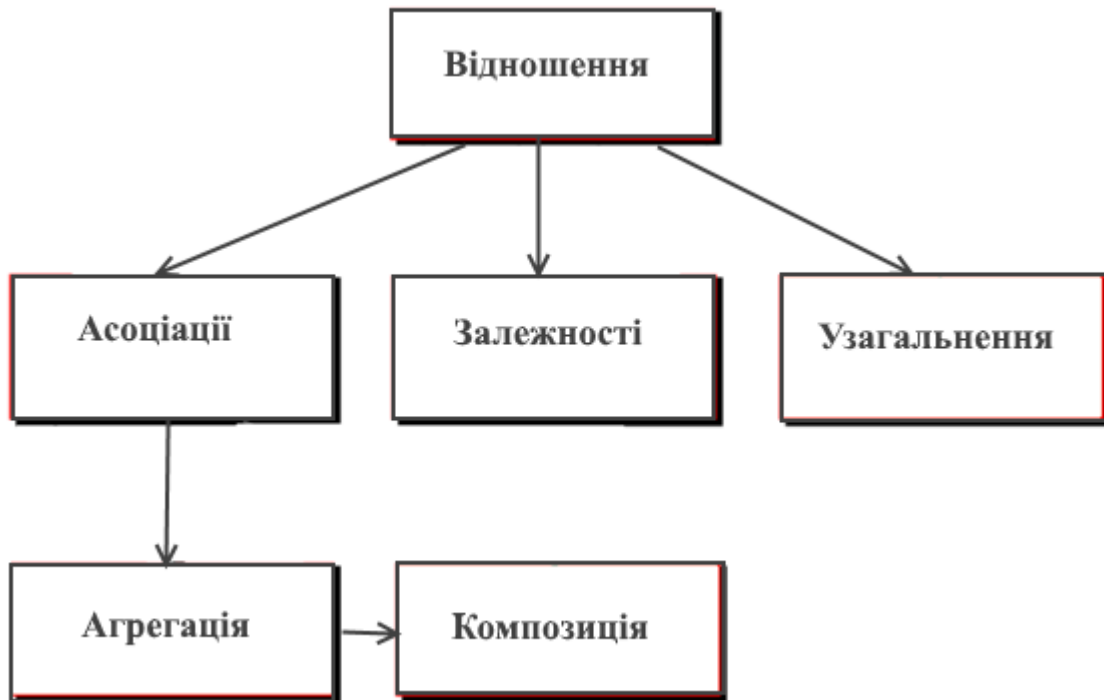 Відношення
Асоціації
Залежності
Узагальнення
Агрегація
Композиція